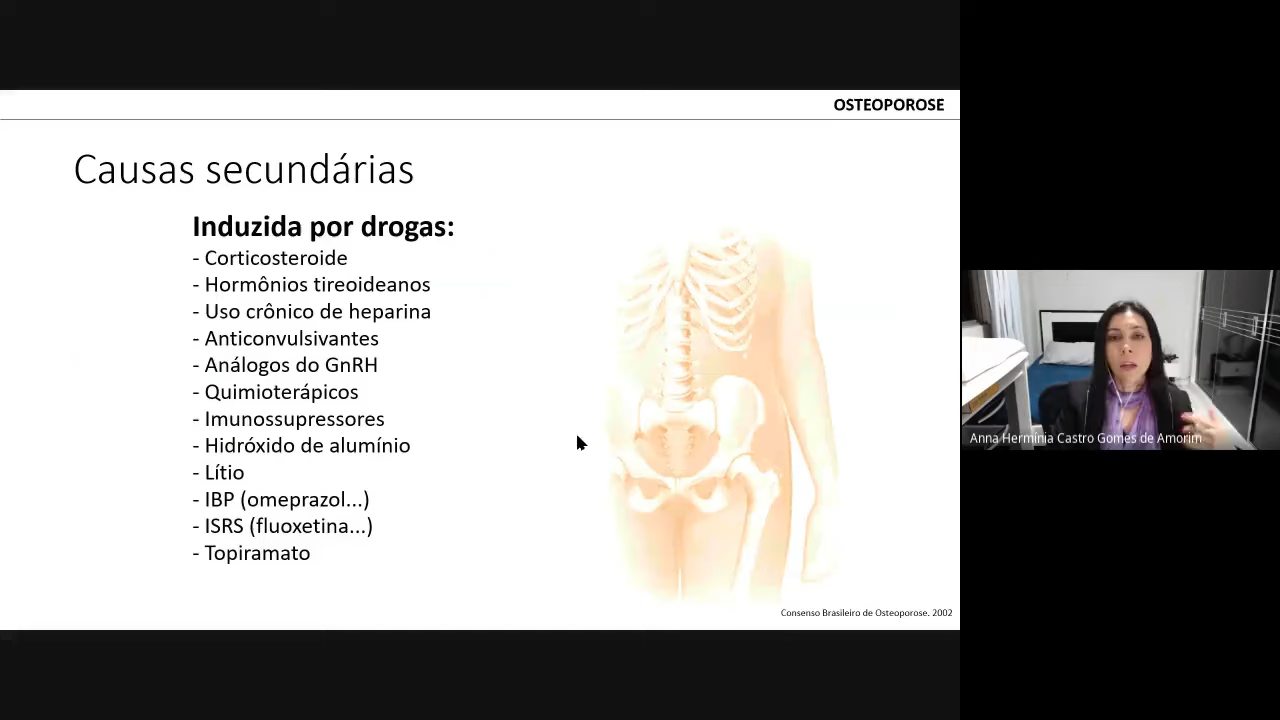 OSTEOPOROSE
Causas secundárias
Induzida por drogas:
- Corticosteroide
- Hormônios tireoideanos
- Uso crônico de heparina
- Anticonvulsivantes
- Análogos do GnRH
- Quimioterápicos
- Imunossupressores
- Hidróxido de alumínio
- Lítio
- IBP (omeprazol...)
- ISRS (fluoxetina...)
- Topiramato
Consenso Brasileiro de Osteoporose. 2002
Anna Hermínia Castro Gomes de Amorim